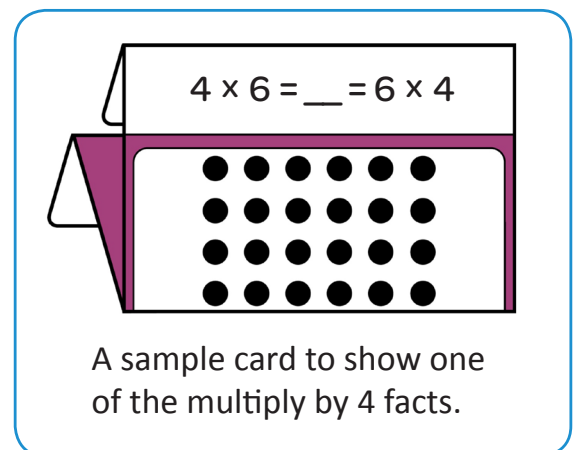 4 × 6 = __ = 6 × 4
A sample card to show one
of the multiply by 4 facts.